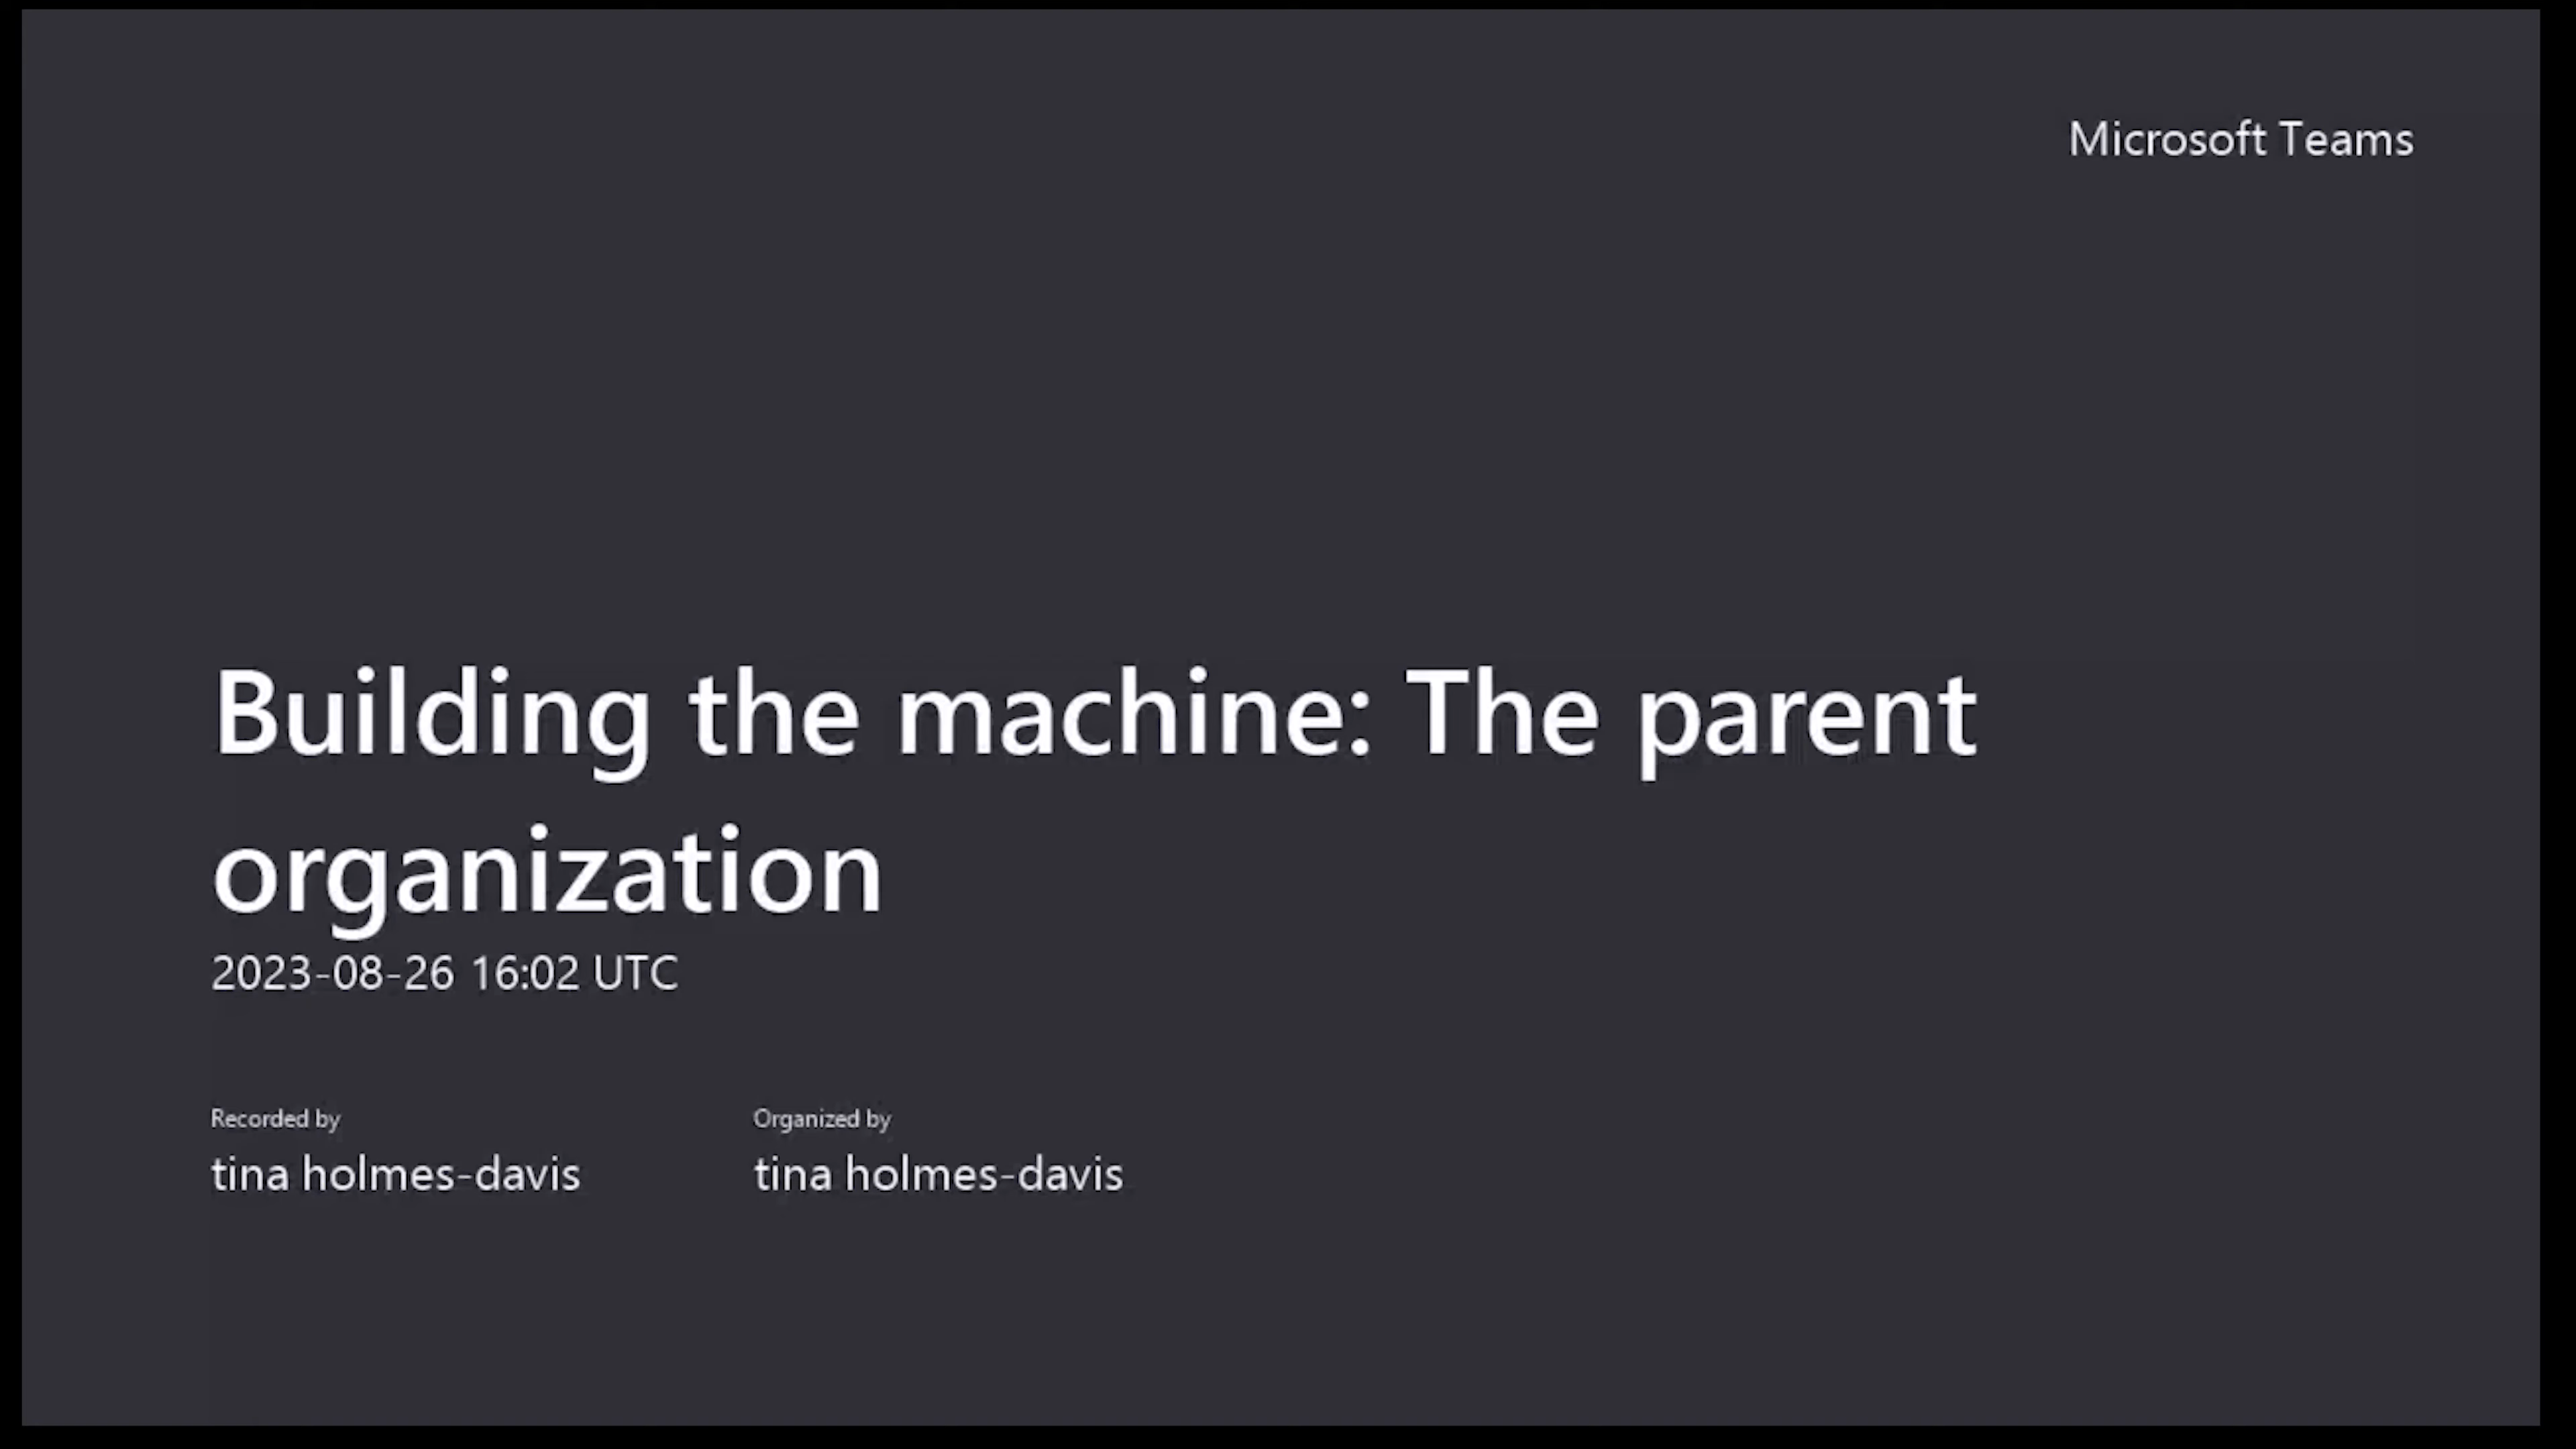 Microsoft Teams
Building the machine: The parent
organization
2023-08-26 16:02 UTC
Recorded by
Organized by
tina holmes-davis
tina holmes-davis